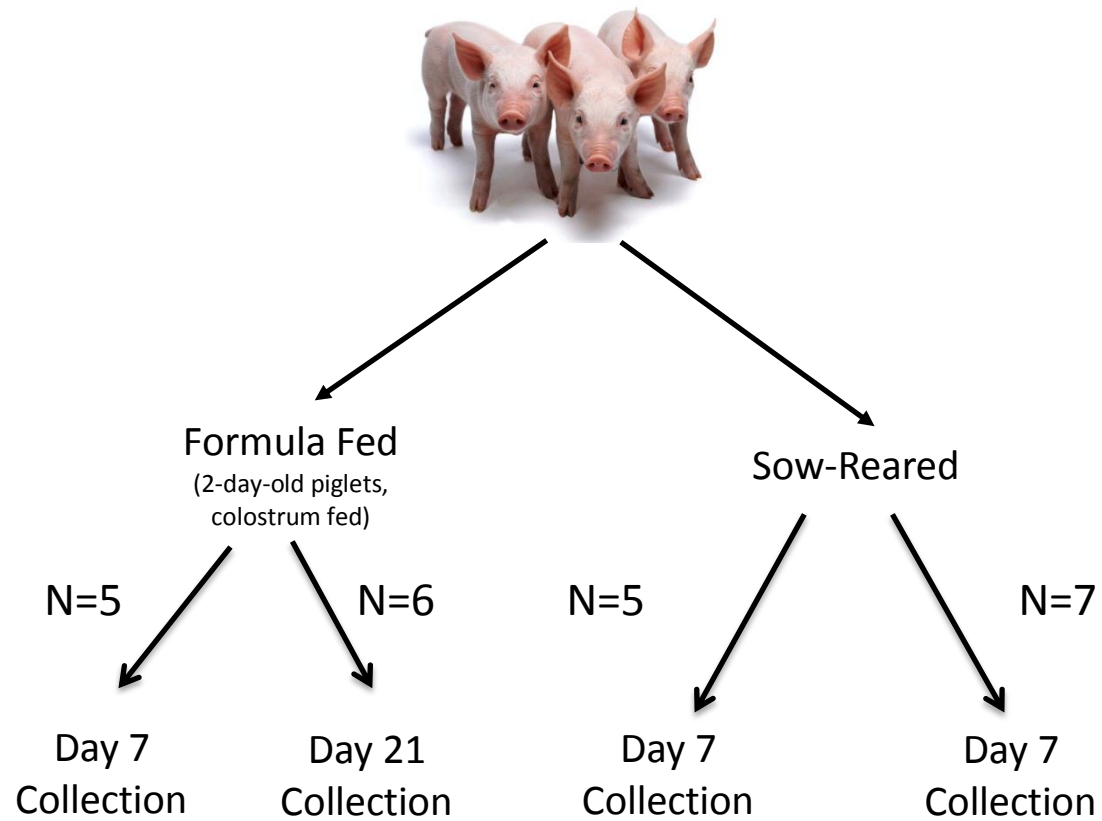 Formula Fed
(2-day-old piglets,
colostrum fed)
Sow-Reared
N=5
N=6
N=5
N=7
Day 7
Collection
Day 21
Collection
Day 7
Collection
Day 7
Collection